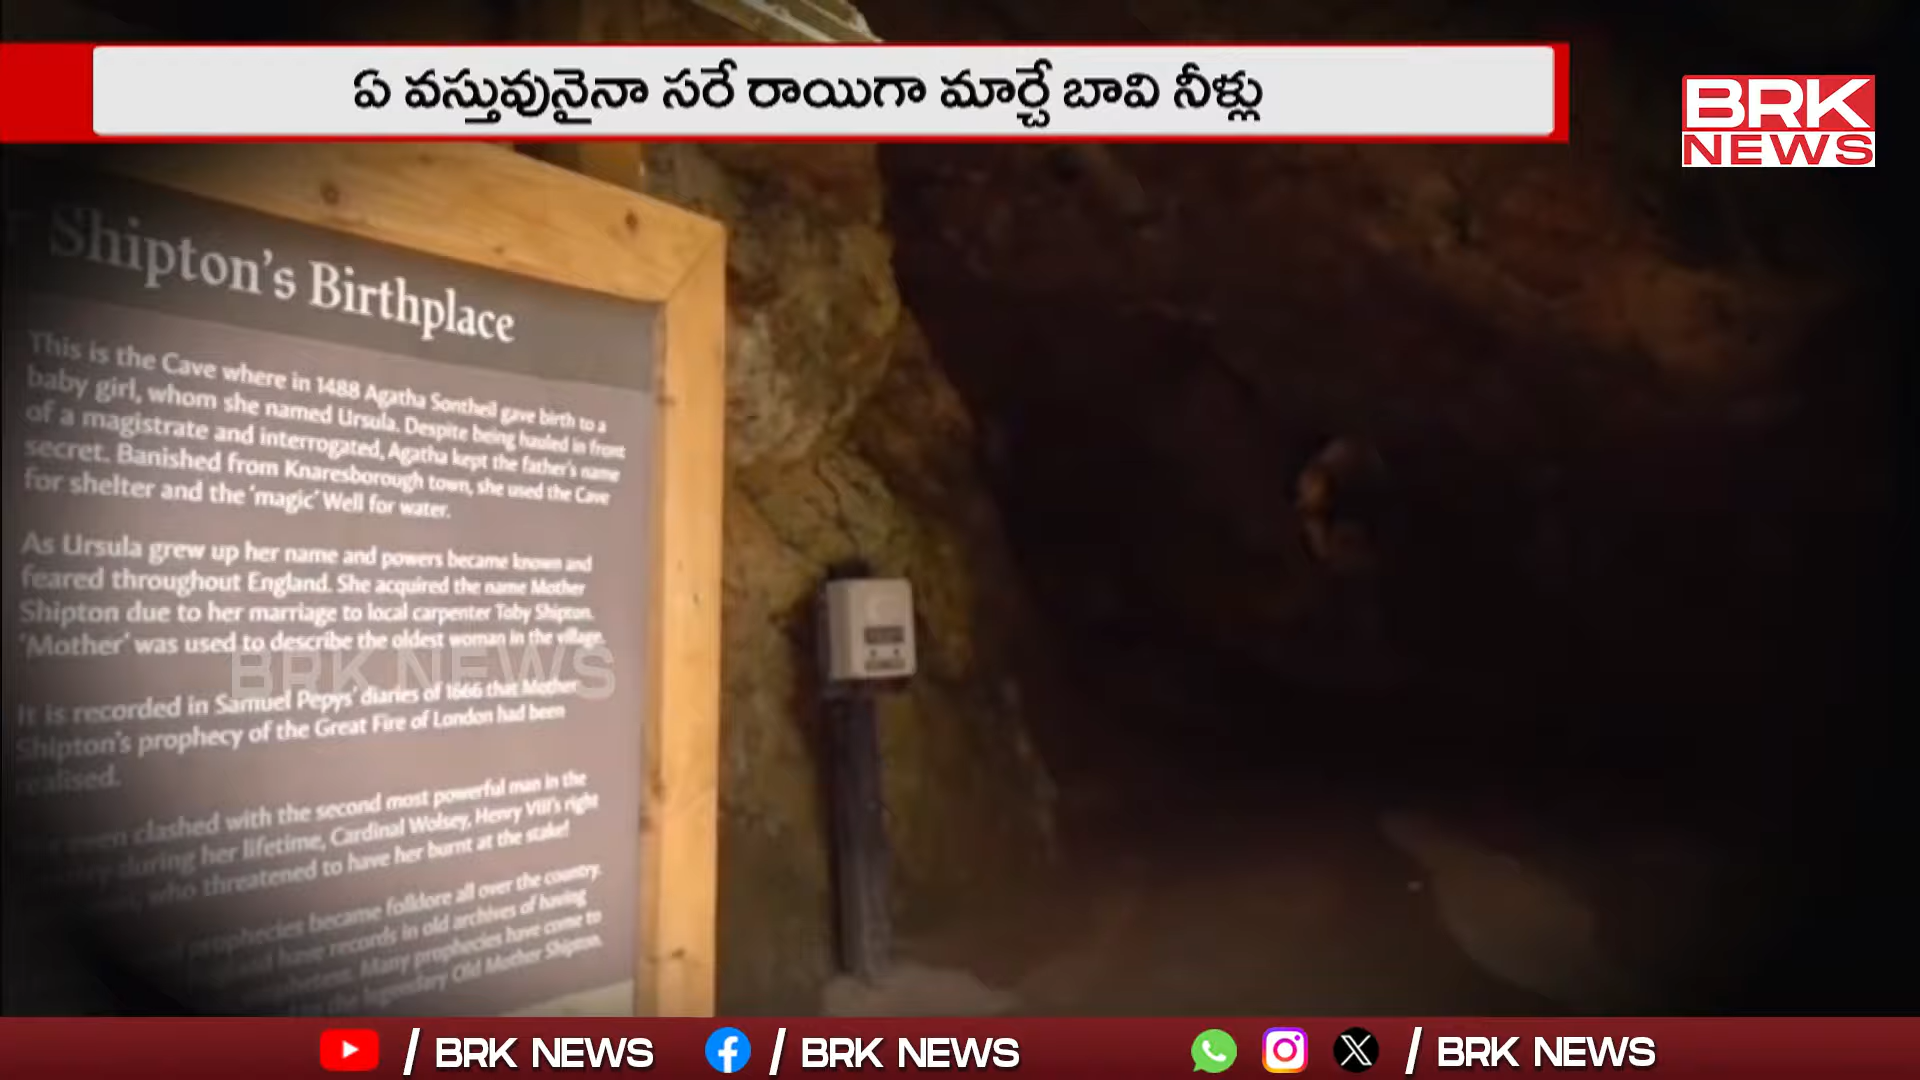 ఏ వస్తువునైనా సరే రాయిగా మార్చే బావి నీళ్లు
BRK
NEWS
Shipton's Birthplace
This is the Cave where in 1488 Agatha Sontheil gave birth to a
baby girl, whom she named Ursula. Despite being hauled in front
of a magistrate and interrogated, Agatha kept the father's name
secret. Banished from Knaresborough town, she used the Cave
for shelter and the 'magic' Well for water.
As Ursula grew up her name and powers became known and
feared throughout England. She acquired the name Mother
Shipton due to her marriage to local carpenter Toby Shipton.
'Mother' was used to describe the oldest woman in the village.
BRK NEWS
It is recorded in Samuel Pepys' diaries of 1666 that Mother
Shipton's prophecy of the Great Fire of London had been
realised.
clashed with the second most powerful man in the
during her lifetime, Cardinal Wolsey, Henry VIII's right
who threatened to have her burnt at the stake!
prophecies became folklore all over the country.
have records in old archives of having
Many prophecies have come to
the legendary Old Mother Shipton.
/ BRK NEWS
/ BRK NEWS
/ BRK NEWS